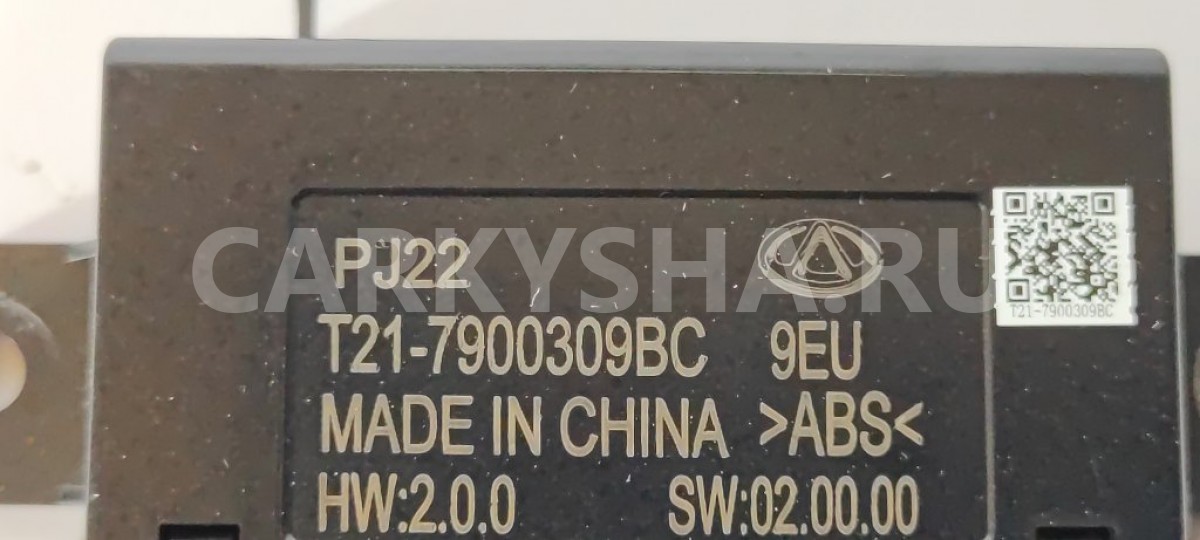 CARKYSHA.RU
PJ22
T21-7900309BC 9EU
T21-7900309BC
MADE IN CHINA >ABS<
HW:2.0.0 SW:02.00.00